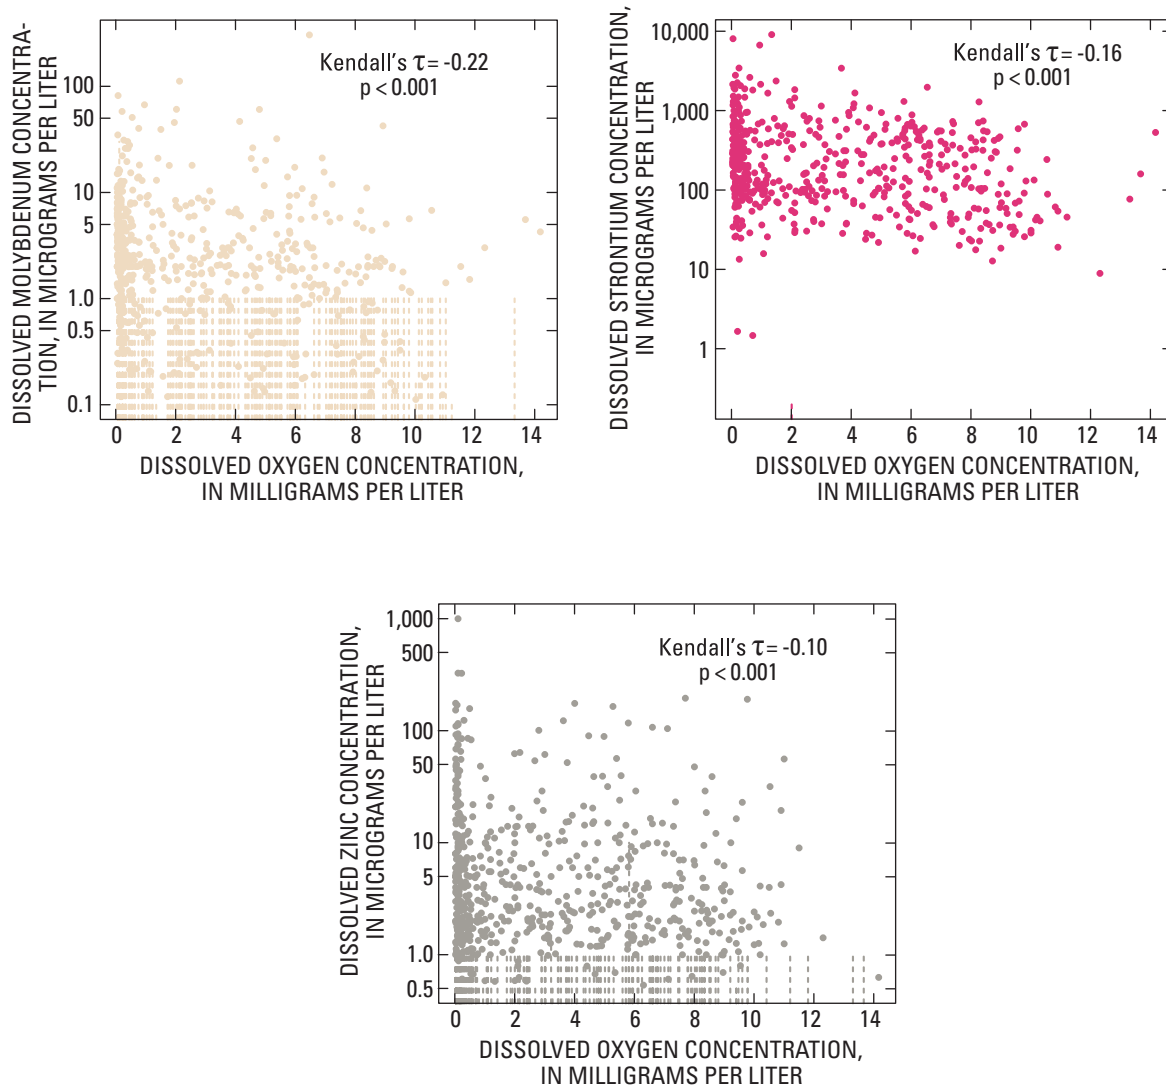 DISSOLVED MOLYBDENUM CONCENTRA-
TION, IN MICROGRAMS PER LITER
100
50
10
5
1.0
0.5
0.1
Kendall's τ = -0.22
p < 0.001
0 2 4 6 8 10 12 14
DISSOLVED OXYGEN CONCENTRATION,
IN MILLIGRAMS PER LITER
DISSOLVED STRONTIUM CONCENTRATION,
IN MICROGRAMS PER LITER
10,000
1,000
100
10
1
Kendall's τ = -0.16
p < 0.001
0 2 4 6 8 10 12 14
DISSOLVED OXYGEN CONCENTRATION,
IN MILLIGRAMS PER LITER
DISSOLVED ZINC CONCENTRATION,
IN MICROGRAMS PER LITER
1,000
500
100
50
10
5
1.0
0.5
Kendall's τ = -0.10
p < 0.001
0 2 4 6 8 10 12 14
DISSOLVED OXYGEN CONCENTRATION,
IN MILLIGRAMS PER LITER